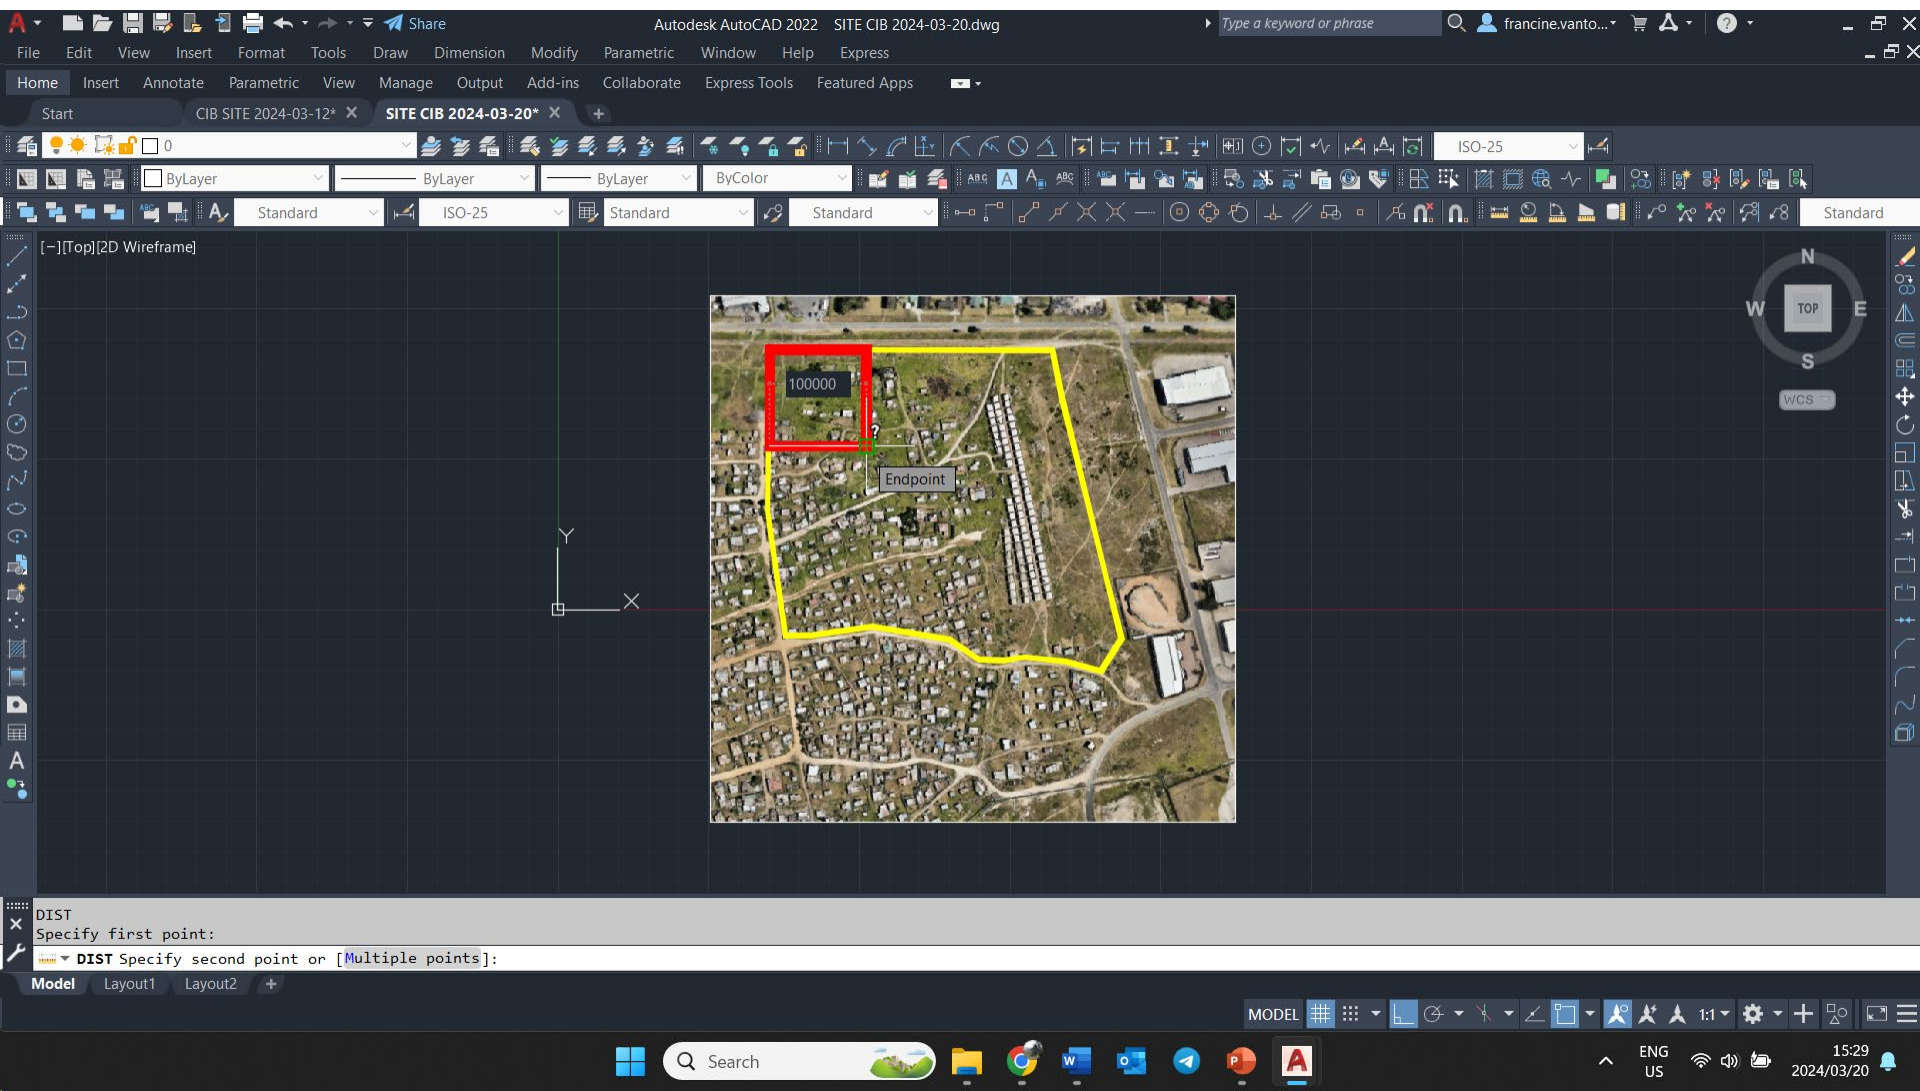 Share
Autodesk AutoCAD 2022 SITE CIB 2024-03-20.dwg
Type a keyword or phrase
francine.vanto...
File Edit View Insert Format Tools Draw Dimension Modify Parametric Window Help Express
Home Insert Annotate Parametric View Manage Output Add-ins Collaborate Express Tools Featured Apps
Start CIB SITE 2024-03-12* SITE CIB 2024-03-20*
0 ISO-25
ByLayer ByLayer ByLayer ByColor
Standard ISO-25 Standard Standard Standard
[−][Top][2D Wireframe]
N
W TOP E
S
WCS
100000
?
Endpoint
Y
X
DIST
Specify first point:
DIST Specify second point or [Multiple points]:
Model Layout1 Layout2
MODEL 1:1
Search
ENG
US
15:29
2024/03/20